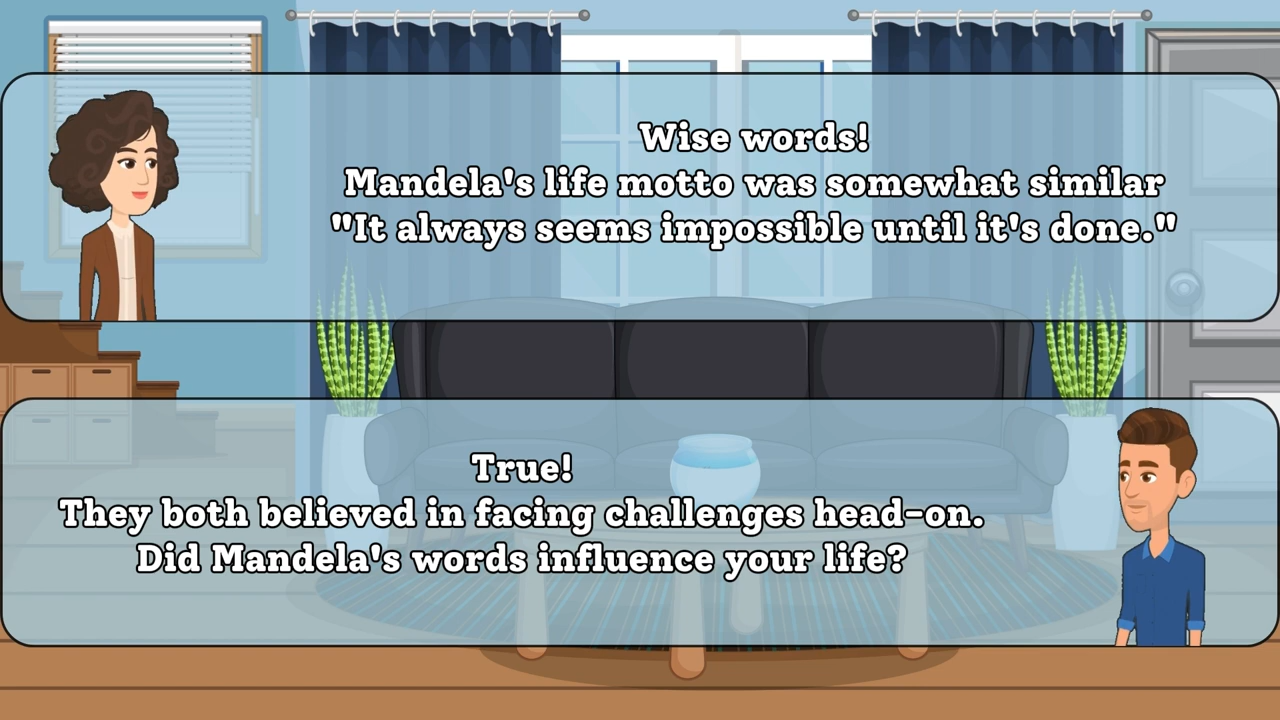 Wise words!
Mandela's life motto was somewhat similar
"It always seems impossible until it's done."
True!
They both believed in facing challenges head-on.
Did Mandela's words influence your life?